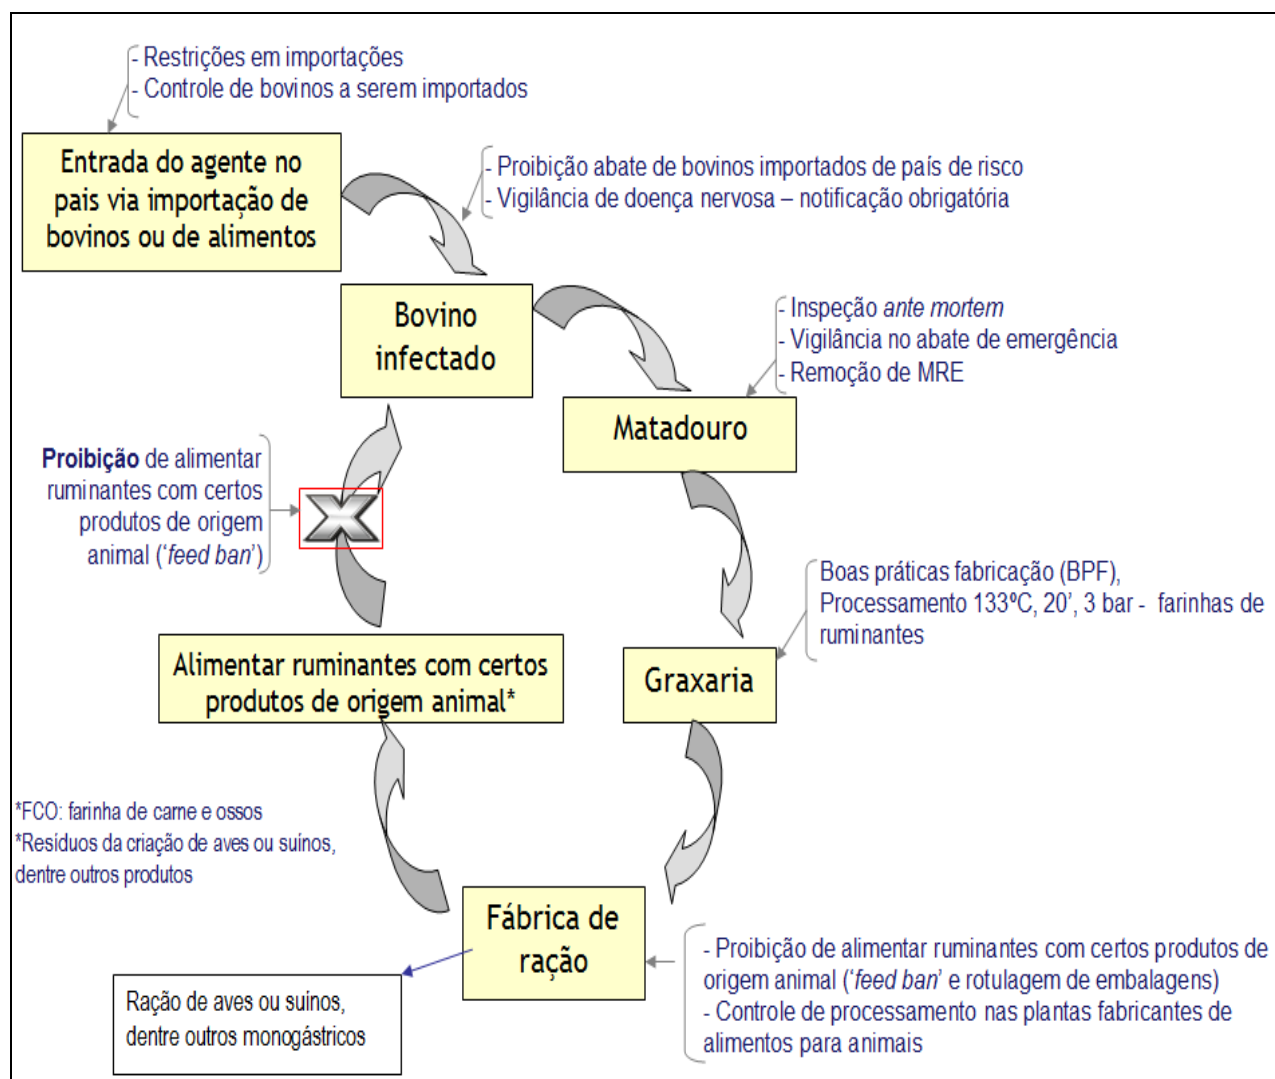 - Restrições em importações
- Controle de bovinos a serem importados
Entrada do agente no
pais via importação de
bovinos ou de alimentos
- Proibição abate de bovinos importados de país de risco
- Vigilância de doença nervosa – notificação obrigatória
Bovino
infectado
- Inspeção ante mortem
- Vigilância no abate de emergência
- Remoção de MRE
Matadouro
Proibição de alimentar
ruminantes com certos
produtos de origem
animal (‘feed ban’)
X
Boas práticas fabricação (BPF),
Processamento 133ºC, 20’, 3 bar - farinhas de
ruminantes
Alimentar ruminantes com certos
produtos de origem animal*
Graxaria
*FCO: farinha de carne e ossos
*Resíduos da criação de aves ou suínos,
dentre outros produtos
Fábrica de
ração
- Proibição de alimentar ruminantes com certos produtos de
origem animal (‘feed ban’ e rotulagem de embalagens)
- Controle de processamento nas plantas fabricantes de
alimentos para animais
Ração de aves ou suínos,
dentre outros monogástricos